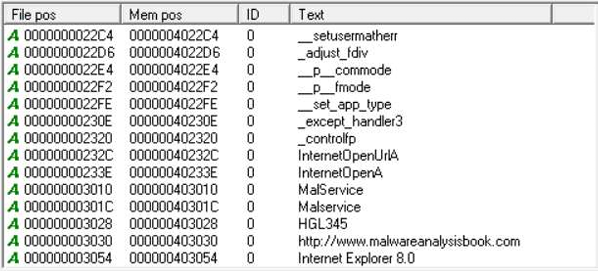 File pos Mem pos ID Text
A 0000000022C4 0000004022C4 0 __setusermatherr
A 0000000022D6 0000004022D6 0 _adjust_fdiv
A 0000000022E4 0000004022E4 0 __p__commode
A 0000000022F2 0000004022F2 0 __p__fmode
A 0000000022FE 0000004022FE 0 __set_app_type
A 00000000230E 00000040230E 0 _except_handler3
A 000000002320 000000402320 0 _controlfp
A 00000000232C 00000040232C 0 InternetOpenUrlA
A 00000000233E 00000040233E 0 InternetOpenA
A 000000003010 000000403010 0 MalService
A 00000000301C 00000040301C 0 Malservice
A 000000003028 000000403028 0 HGL345
A 000000003030 000000403030 0 http://www.malwareanalysisbook.com
A 000000003054 000000403054 0 Internet Explorer 8.0